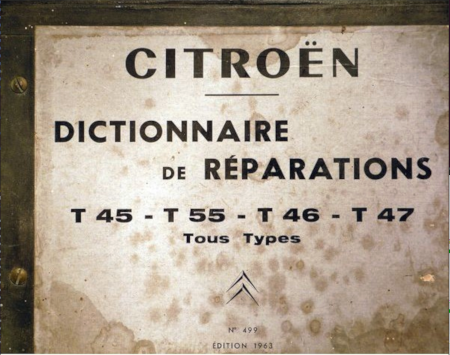 CITROËN
DICTIONNAIRE
DE RÉPARATIONS
T 45 - T 55 - T 46 - T 47
Tous Types
N° 499
ÉDITION 1963